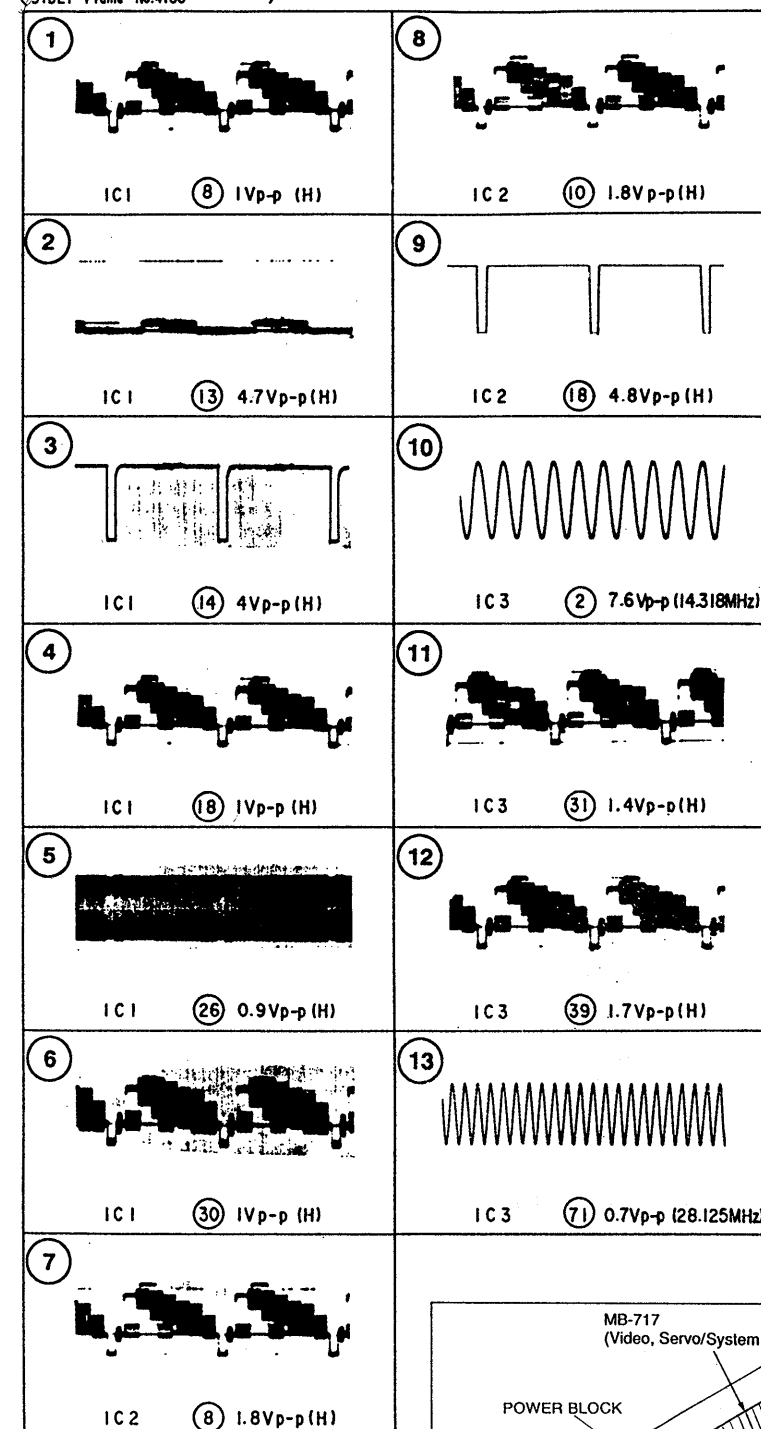 1
IC1 8 1Vp-p (H)
2
IC1 13 4.7Vp-p(H)
3
IC1 14 4Vp-p(H)
4
IC1 18 1Vp-p (H)
5
IC1 26 0.9Vp-p(H)
6
IC1 30 1Vp-p (H)
7
IC2 8 1.8Vp-p(H)
8
IC2 10 1.8Vp-p(H)
9
IC2 18 4.8Vp-p(H)
10
IC3 2 7.6Vp-p(14.318MHz)
11
IC3 31 1.4Vp-p(H)
12
IC3 39 1.7Vp-p(H)
13
IC3 71 0.7Vp-p (28.125MHz)
MB-717
(Video, Servo/System
POWER BLOCK